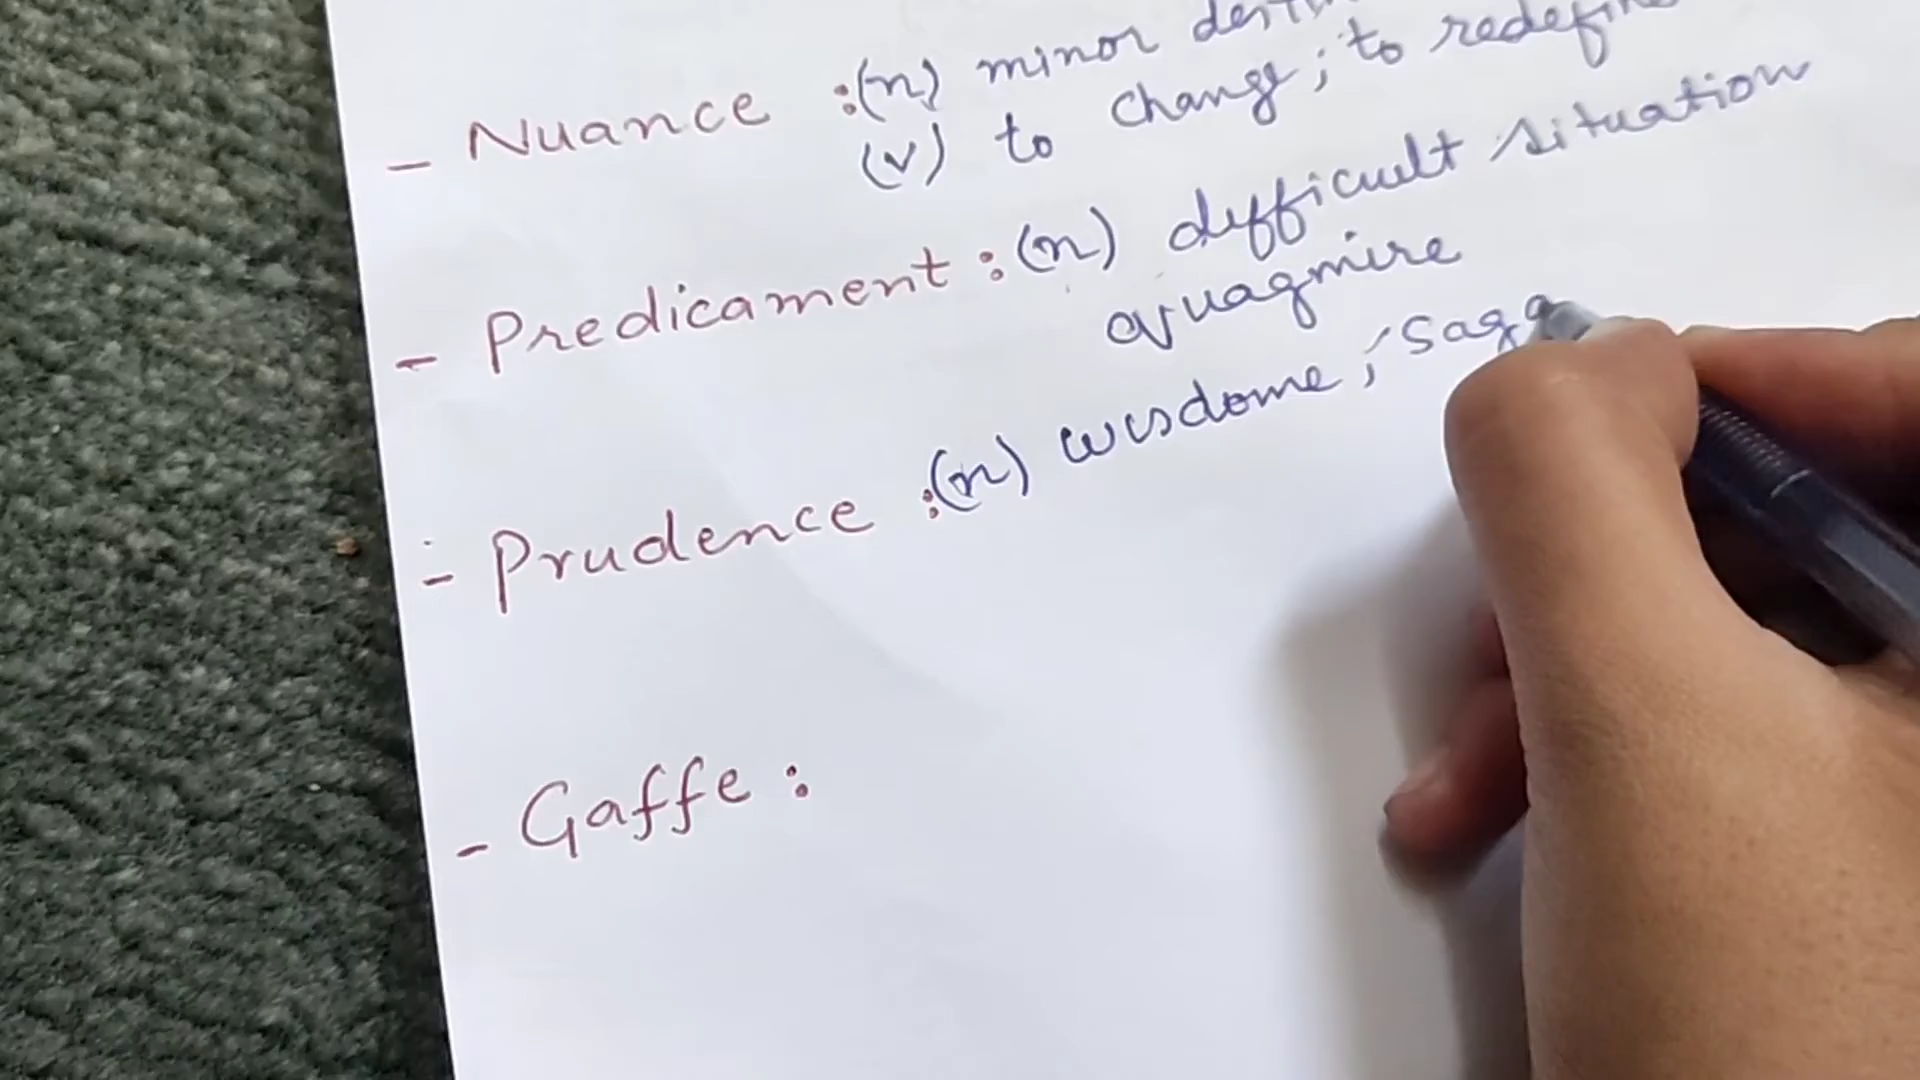 - Nuance : (n) minor
(v) to change ; to
- Predicament : (n) difficult situation
quagmire
- Prudence : (n) wisdome ;
- Gaffe :